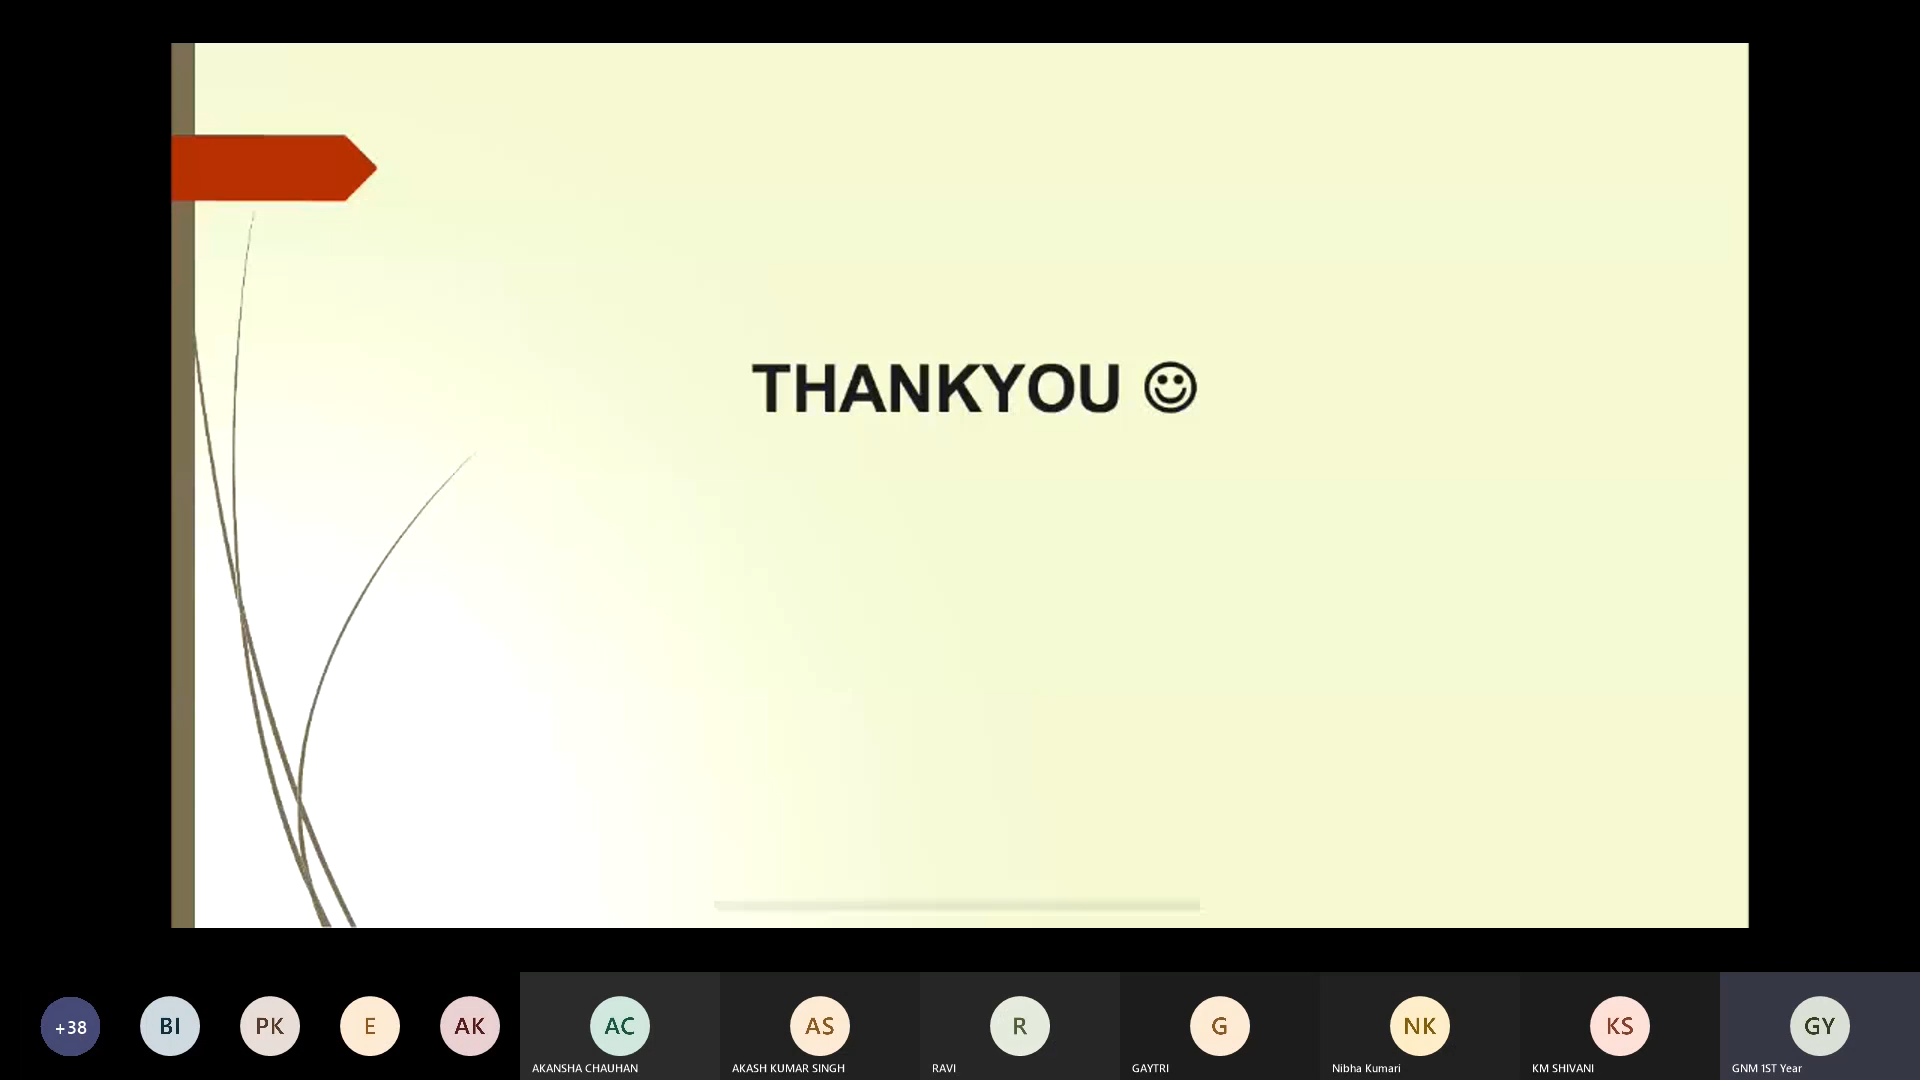 THANKYOU ☺
+38
BI
PK
E
AK
AC
AS
R
G
NK
KS
GY
AKANSHA CHAUHAN
AKASH KUMAR SINGH
RAVI
GAYTRI
Nibha Kumari
KM SHIVANI
GNM 1ST Year